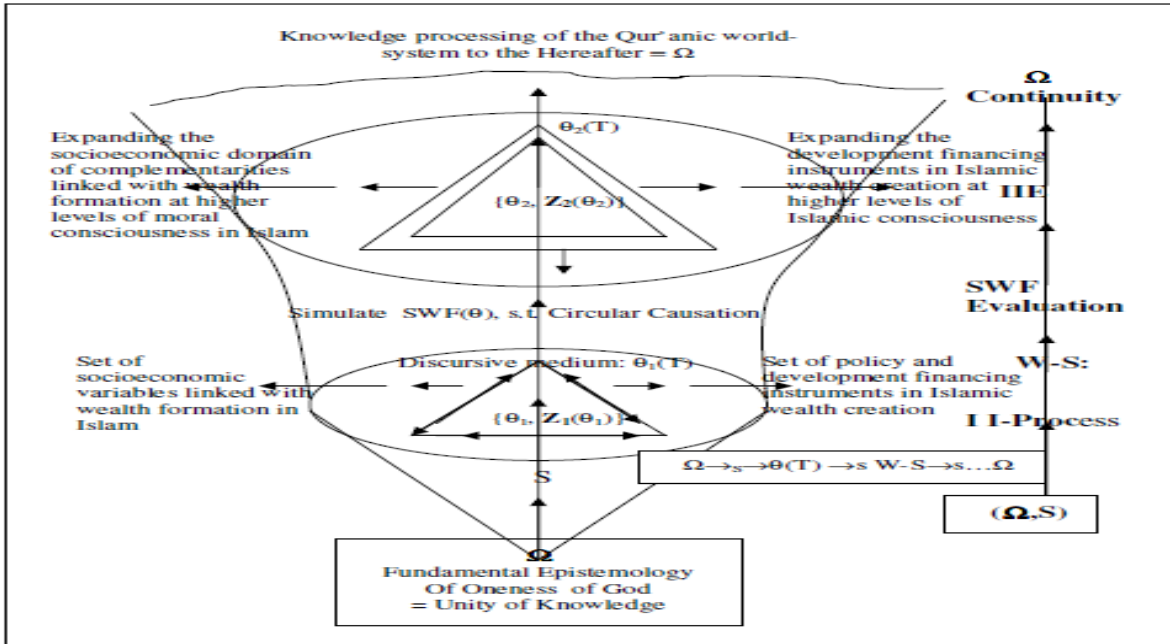 Knowledge processing of the Qur'anic world-
system to the Hereafter = Ω
Ω
Continuity
Expanding the
socioeconomic domain
of complementarities
linked with wealth
formation at higher
levels of moral
consciousness in Islam
θ₂(T)
{θ₂, Z₂(θ₂)}
Expanding the
development financing
instruments in Islamic
wealth creation at
higher levels of
Islamic consciousness
IIE
SWF
Evaluation
Simulate SWF(θ), s.t. Circular Causation
Set of
socioeconomic
variables linked with
wealth formation in
Islam
Discursive medium: θ₁(T)
{θ₁, Z₁(θ₁)}
Set of policy and
development financing
instruments in Islamic
wealth creation
W-S:
I I-Process
S
Ω→ₛ→θ(T) →s W- S→s…Ω
(Ω,S)
Ω
Fundamental Epistemology
Of Oneness of God
= Unity of Knowledge